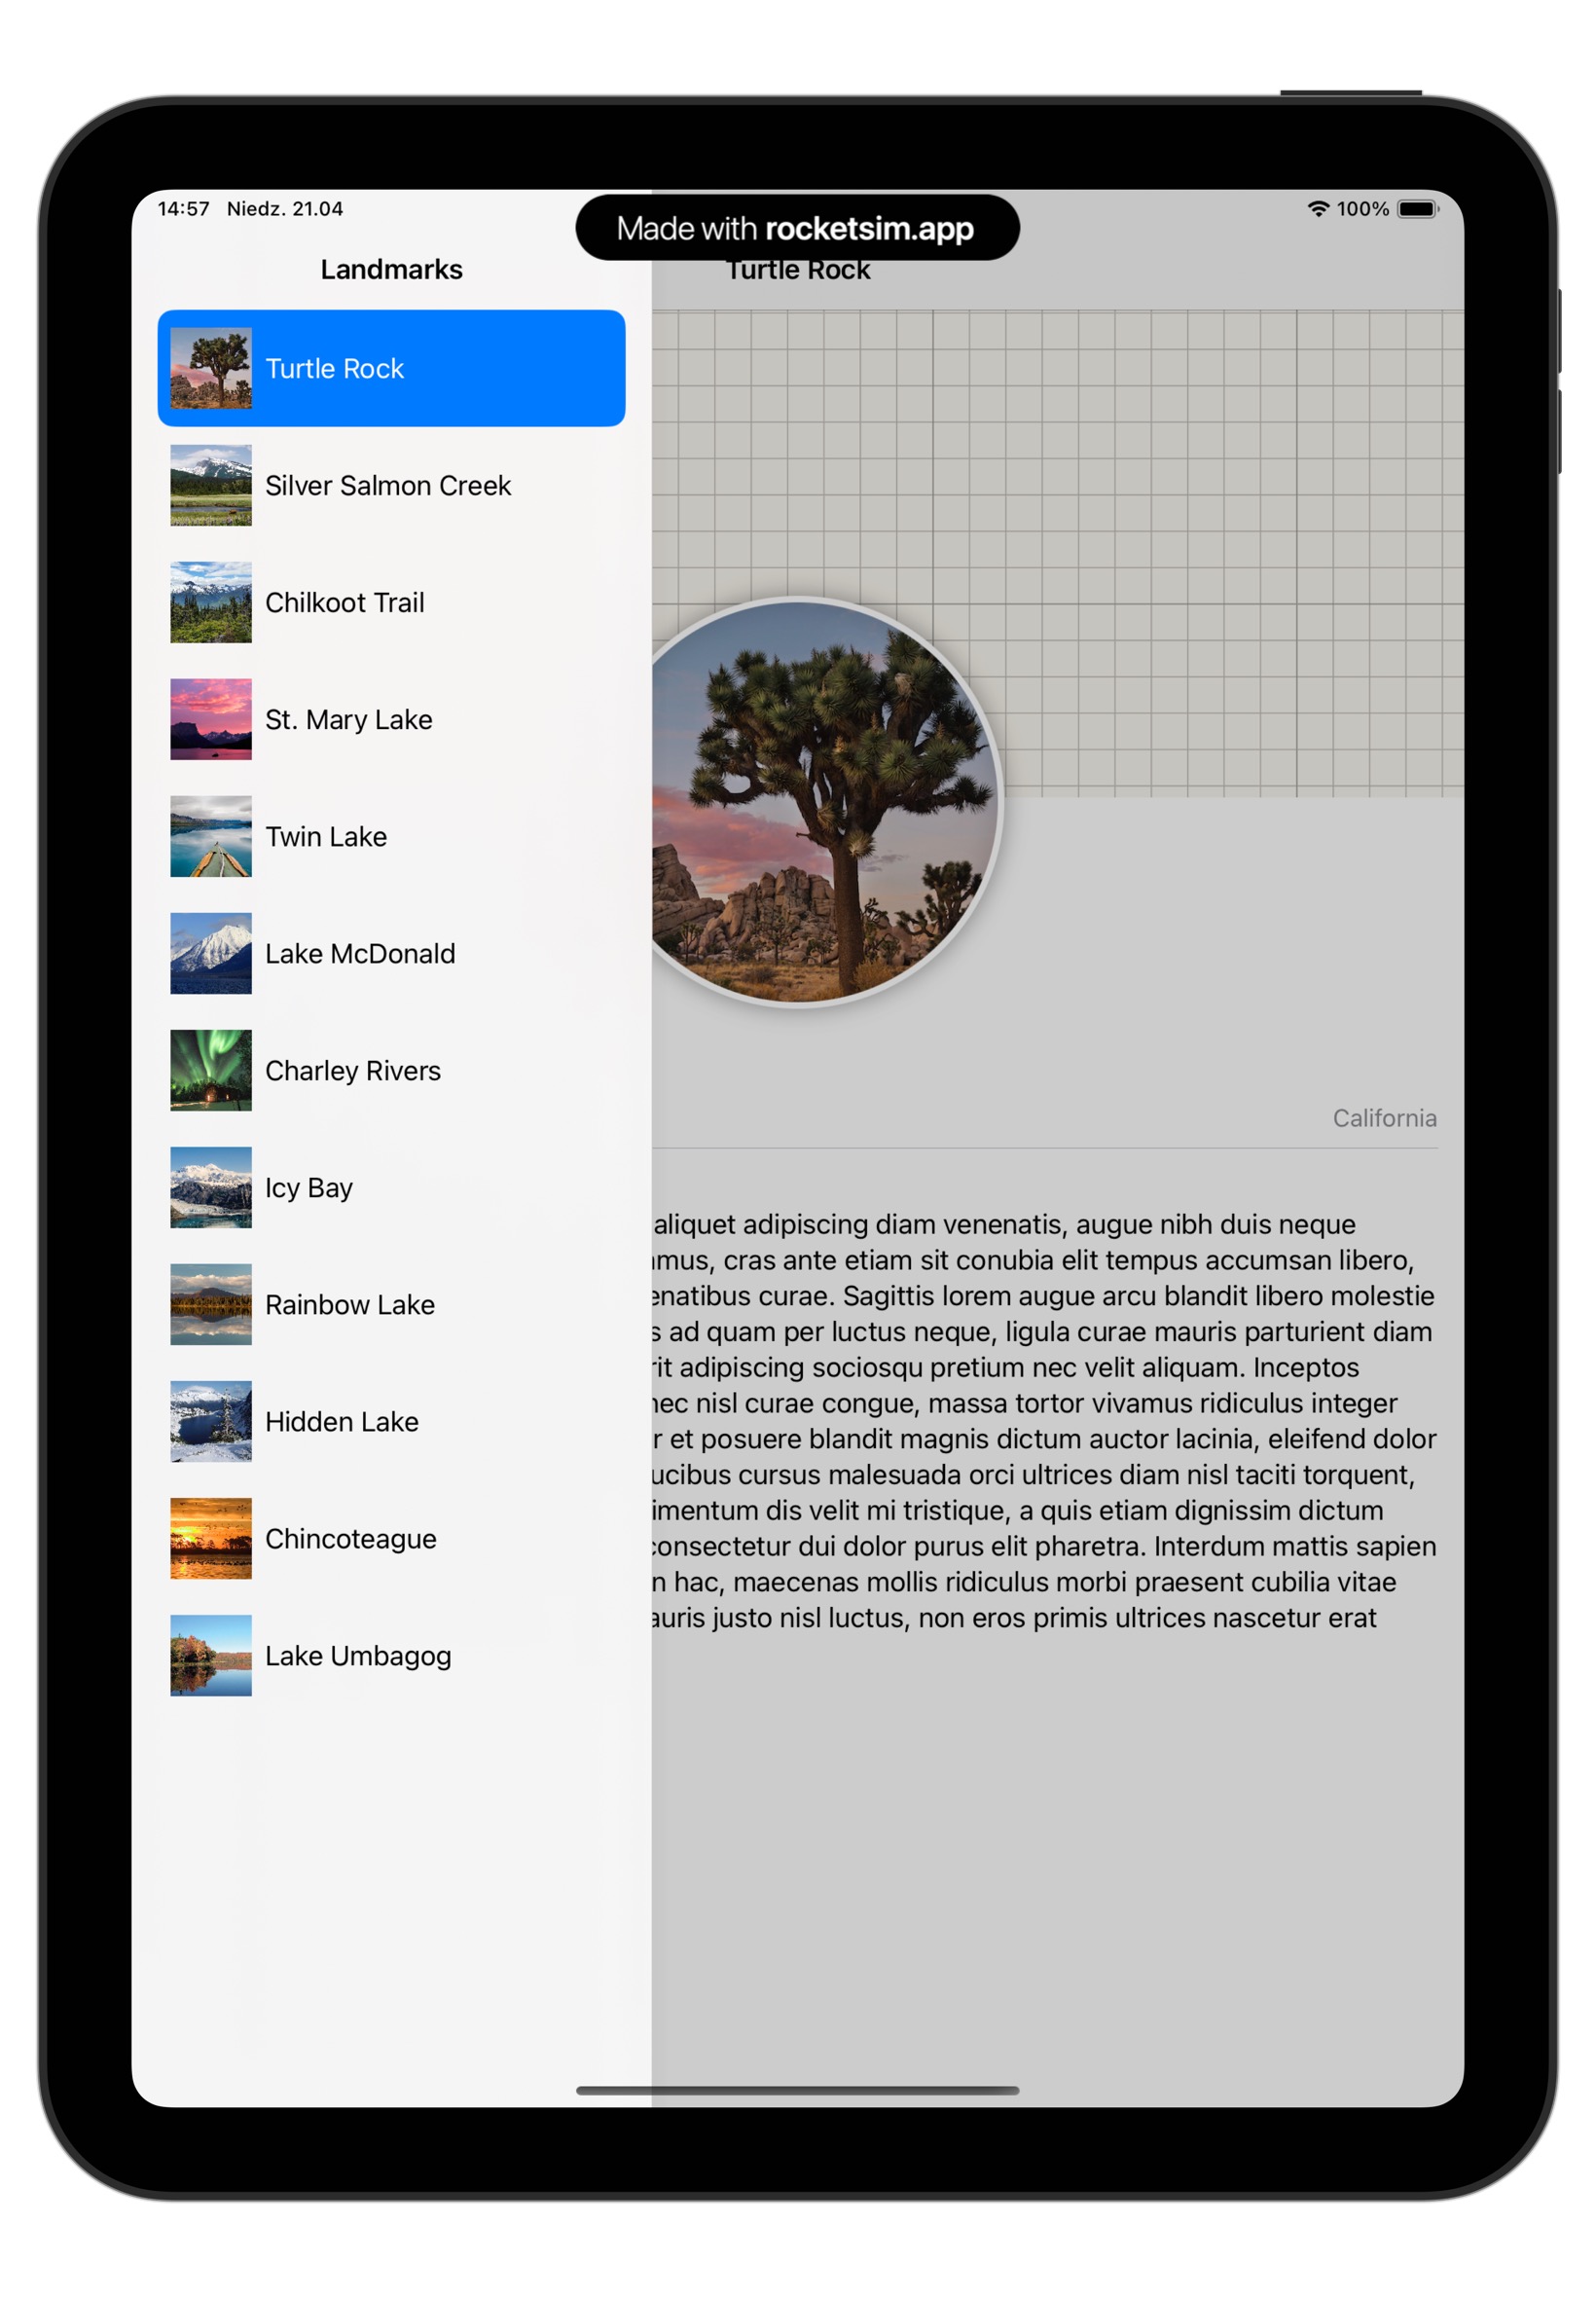 14:57 Niedz. 21.04
Made with rocketsim.app
100%
Landmarks
Turtle Rock
Silver Salmon Creek
Chilkoot Trail
St. Mary Lake
Twin Lake
Lake McDonald
Charley Rivers
Icy Bay
Rainbow Lake
Hidden Lake
Chincoteague
Lake Umbagog
Turtle Rock
California
aliquet adipiscing diam venenatis, augue nibh duis neque
mus, cras ante etiam sit conubia elit tempus accumsan libero,
enatibus curae. Sagittis lorem augue arcu blandit libero molestie
s ad quam per luctus neque, ligula curae mauris parturient diam
rit adipiscing sociosqu pretium nec velit aliquam. Inceptos
nec nisl curae congue, massa tortor vivamus ridiculus integer
r et posuere blandit magnis dictum auctor lacinia, eleifend dolor
ucibus cursus malesuada orci ultrices diam nisl taciti torquent,
imentum dis velit mi tristique, a quis etiam dignissim dictum
consectetur dui dolor purus elit pharetra. Interdum mattis sapien
n hac, maecenas mollis ridiculus morbi praesent cubilia vitae
auris justo nisl luctus, non eros primis ultrices nascetur erat